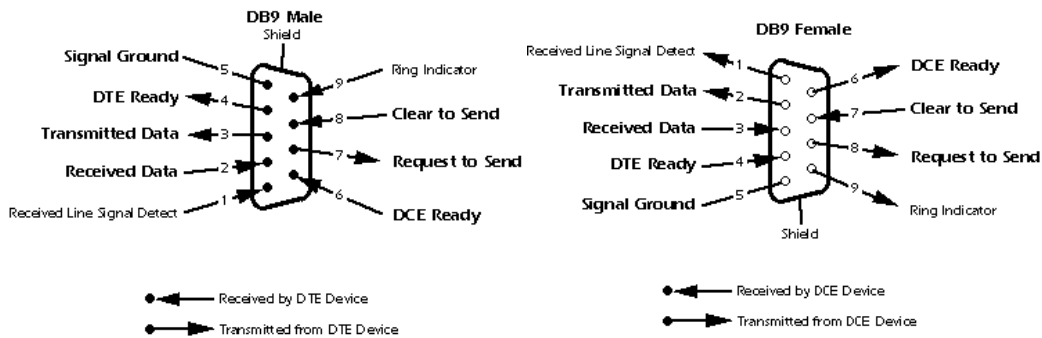 DB9 Male
Shield
Signal Ground
5
DTE Ready
4
Transmitted Data
3
Received Data
2
Received Line Signal Detect
1
9
Ring Indicator
8
Clear to Send
7
Request to Send
6
DCE Ready
Received by DTE Device
Transmitted from DTE Device
DB9 Female
Received Line Signal Detect
1
Transmitted Data
2
Received Data
3
DTE Ready
4
Signal Ground
5
6
DCE Ready
7
Clear to Send
8
Request to Send
9
Ring Indicator
Shield
Received by DCE Device
Transmitted from DCE Device